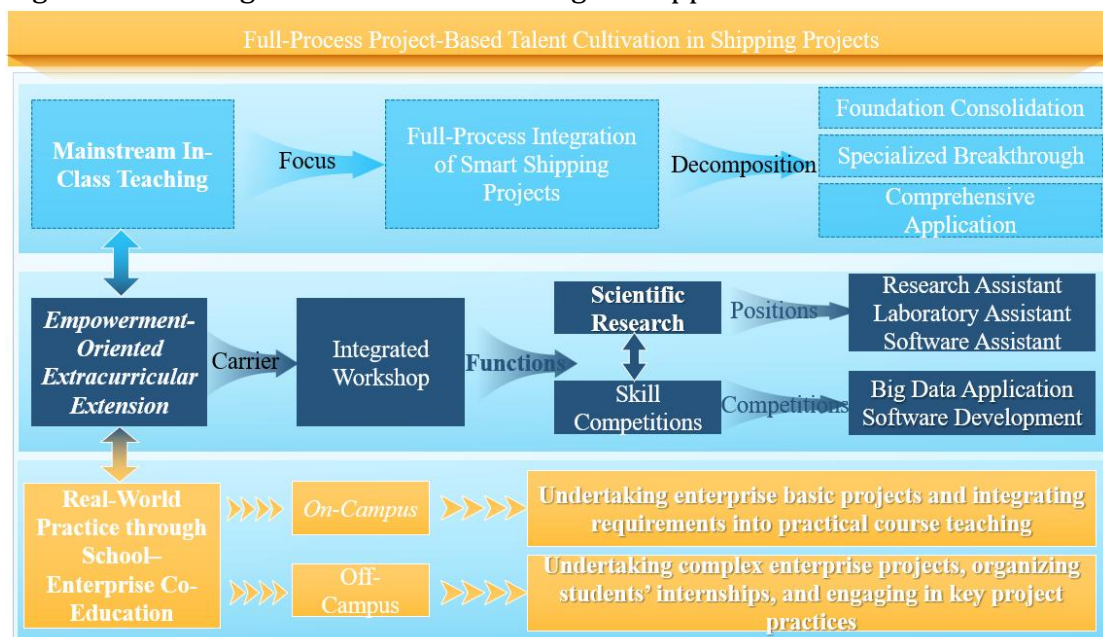 Full-Process Project-Based Talent Cultivation in Shipping Projects
Mainstream In-
Class Teaching
Focus
Full-Process Integration
of Smart Shipping
Projects
Decomposition
Foundation Consolidation
Specialized Breakthrough
Comprehensive
Application
Empowerment-
Oriented
Extracurricular
Extension
Carrier
Integrated
Workshop
Functions
Scientific
Research
Positions
Research Assistant
Laboratory Assistant
Software Assistant
Skill
Competitions
Competitions
Big Data Application
Software Development
Real-World
Practice through
School–
Enterprise Co-
Education
On-Campus
Undertaking enterprise basic projects and integrating
requirements into practical course teaching
Off-
Campus
Undertaking complex enterprise projects, organizing
students’ internships, and engaging in key project
practices